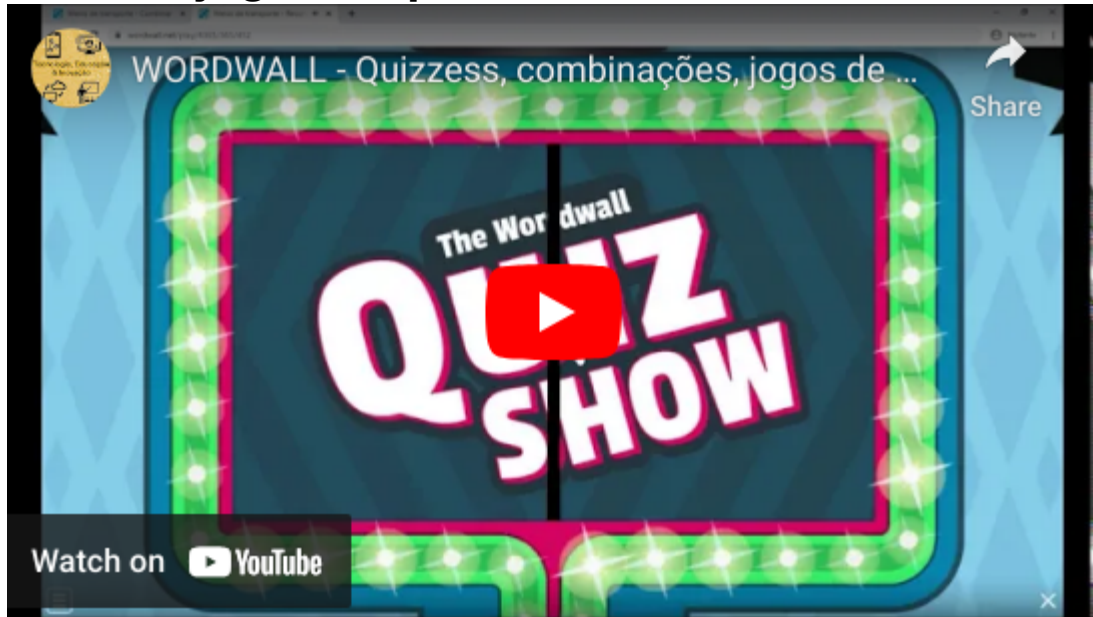 WORDWALL - Quizzess, combinações, jogos de ...
Share
The Wordwall
QUIZ
SHOW
Watch on YouTube